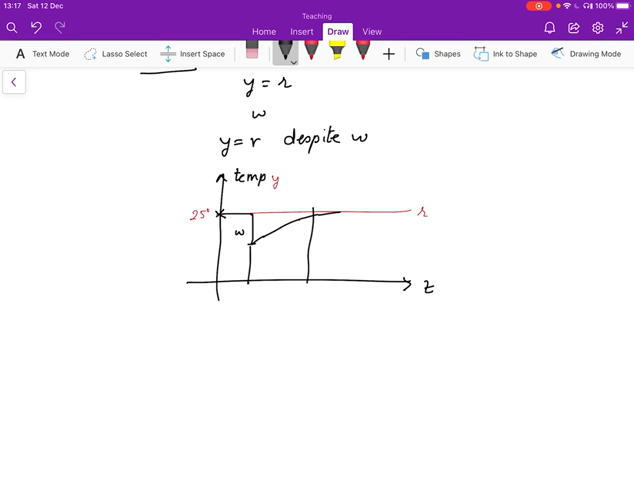 13:17 Sat 12 Dec
100%
Teaching
Home Insert Draw View
A Text Mode Lasso Select Insert Space Shapes Ink to Shape Drawing Mode
y = r
w
y = r despite w
temp y
25°
r
w
z